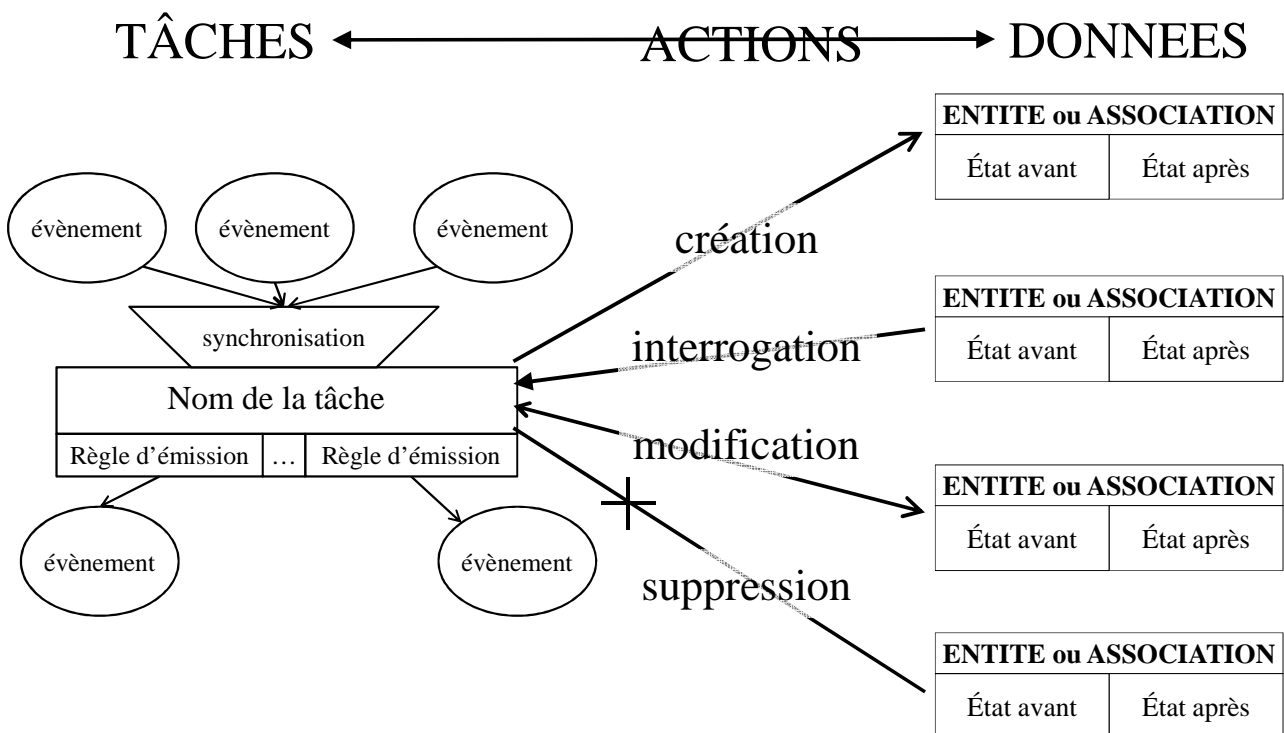 TÂCHES ACTIONS DONNEES
ENTITE ou ASSOCIATION
État avant État après
évènement évènement évènement
création
ENTITE ou ASSOCIATION
synchronisation
interrogation
État avant État après
Nom de la tâche
modification
Règle d’émission … Règle d’émission
ENTITE ou ASSOCIATION
État avant État après
évènement évènement
suppression
ENTITE ou ASSOCIATION
État avant État après